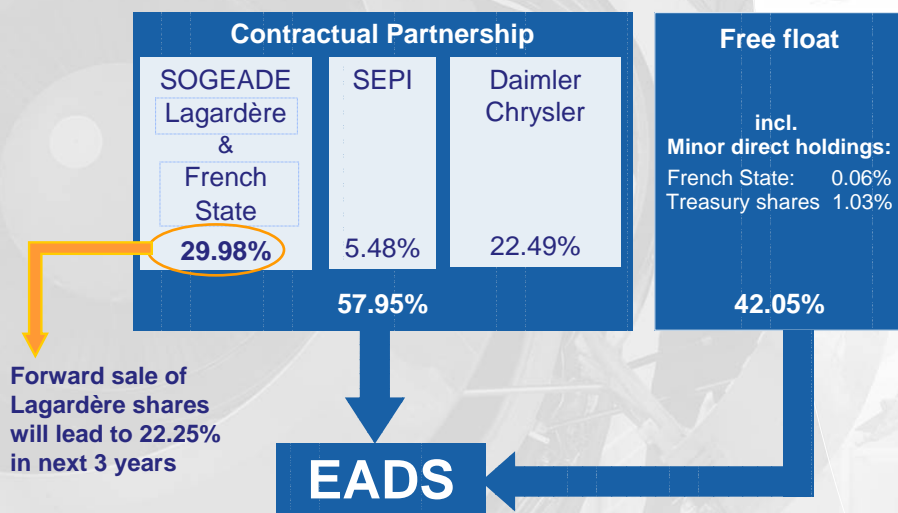 Contractual Partnership
SOGEADE
Lagardère
&
French
State
29.98%
SEPI
5.48%
Daimler
Chrysler
22.49%
57.95%
Free float
incl.
Minor direct holdings:
French State: 0.06%
Treasury shares 1.03%
42.05%
Forward sale of
Lagardère shares
will lead to 22.25%
in next 3 years
EADS